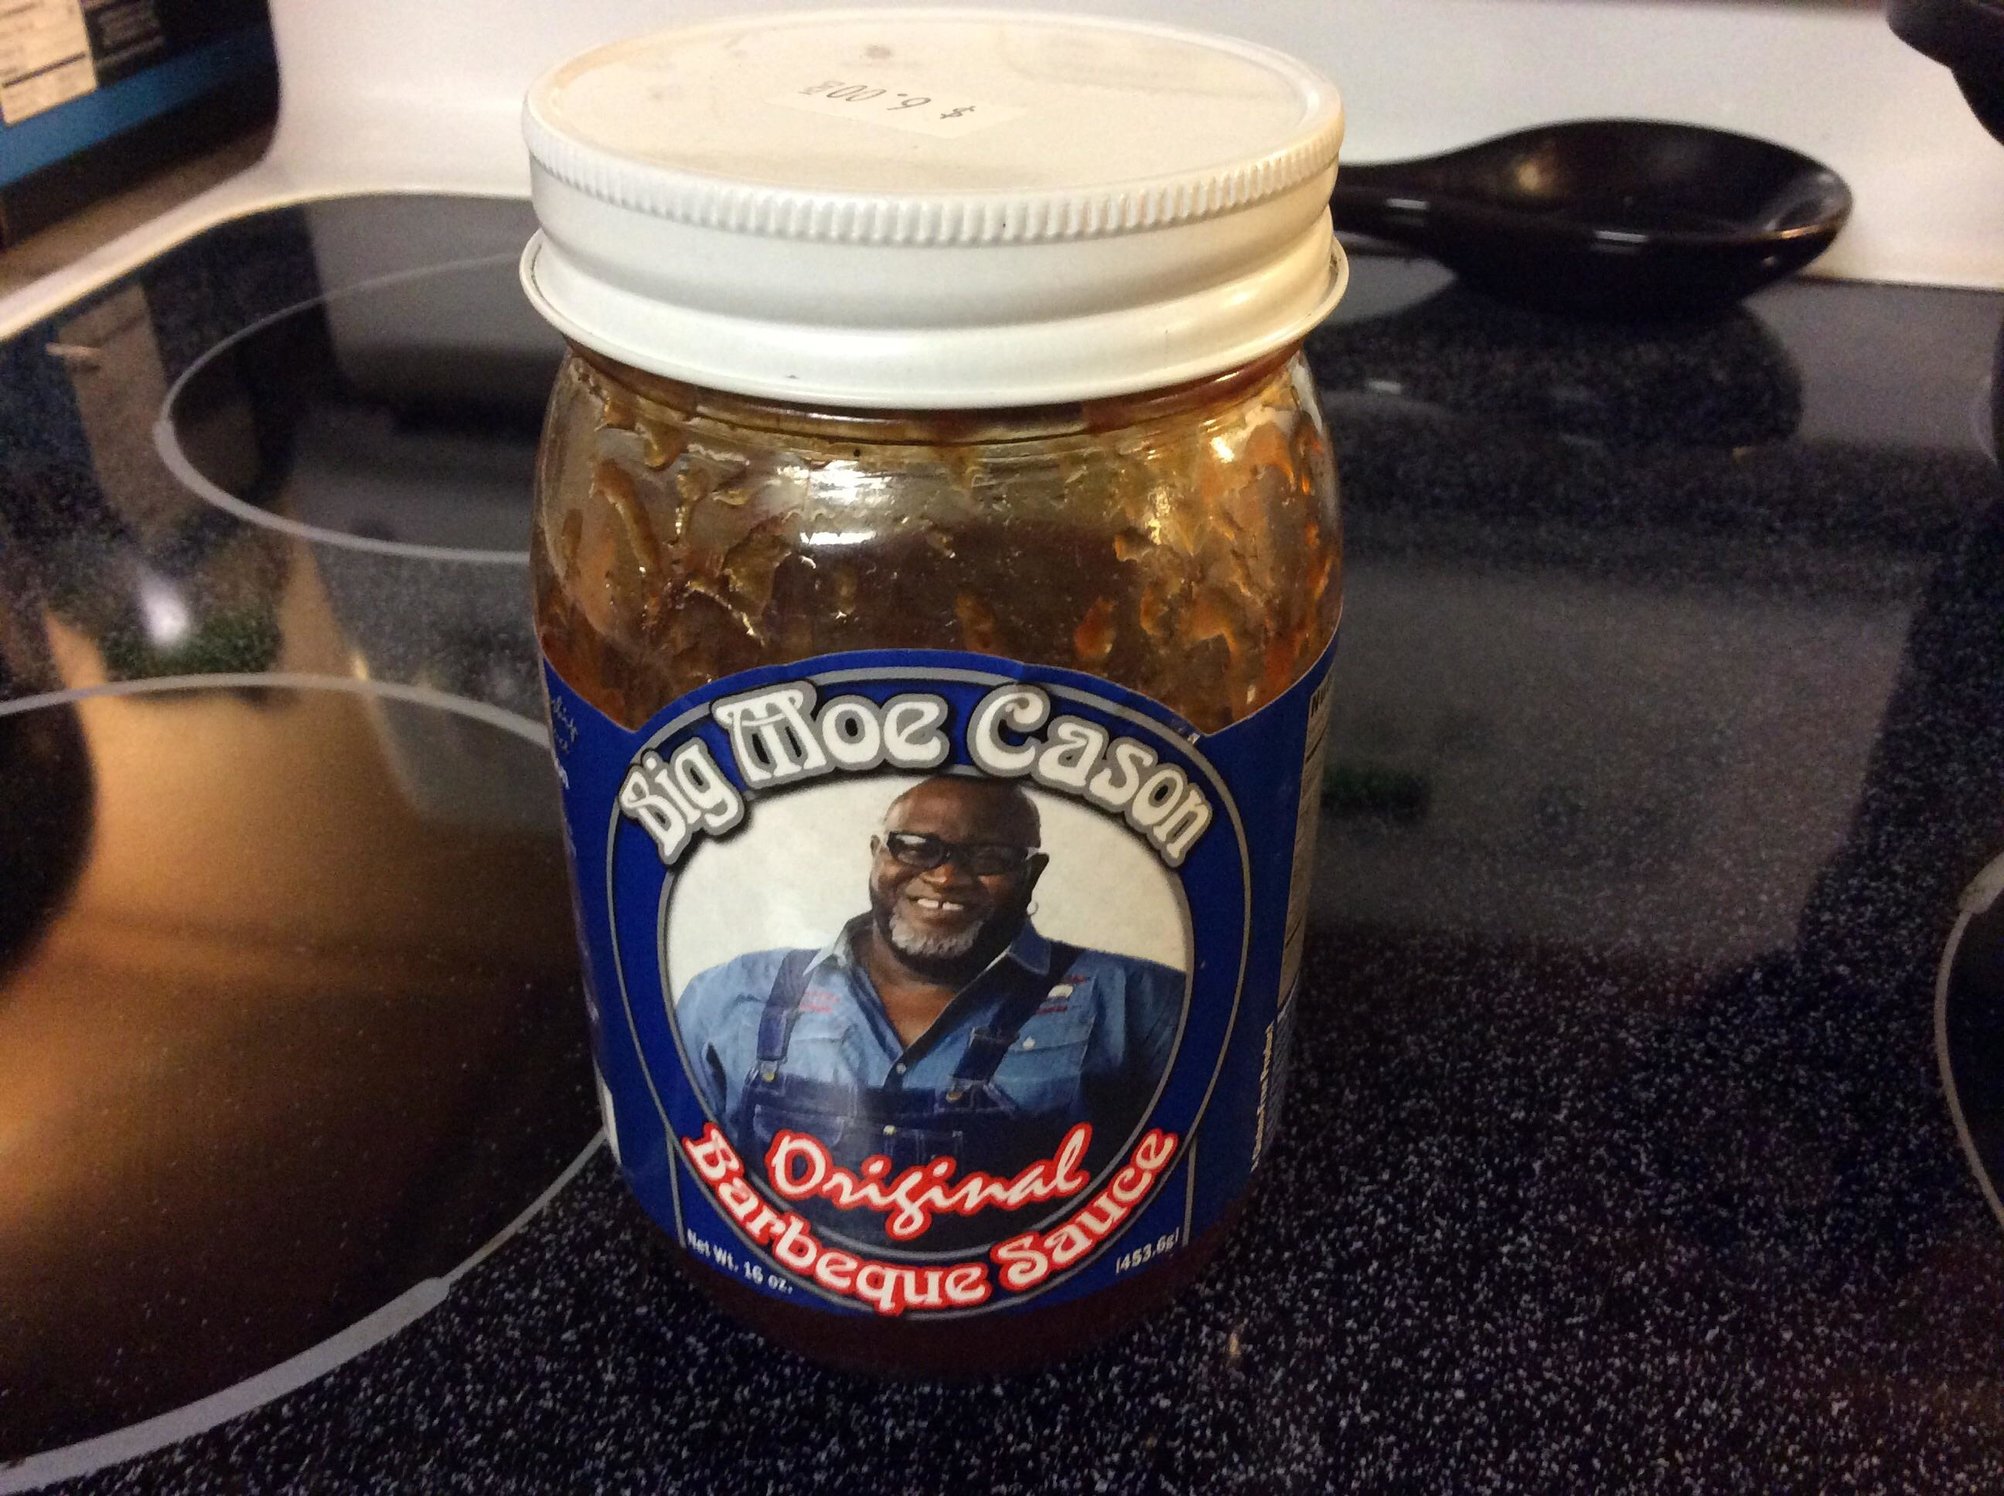 $ 6.00
Big Moe Cason
Original
Barbeque Sauce
Net Wt. 16 oz.
(453.6g)